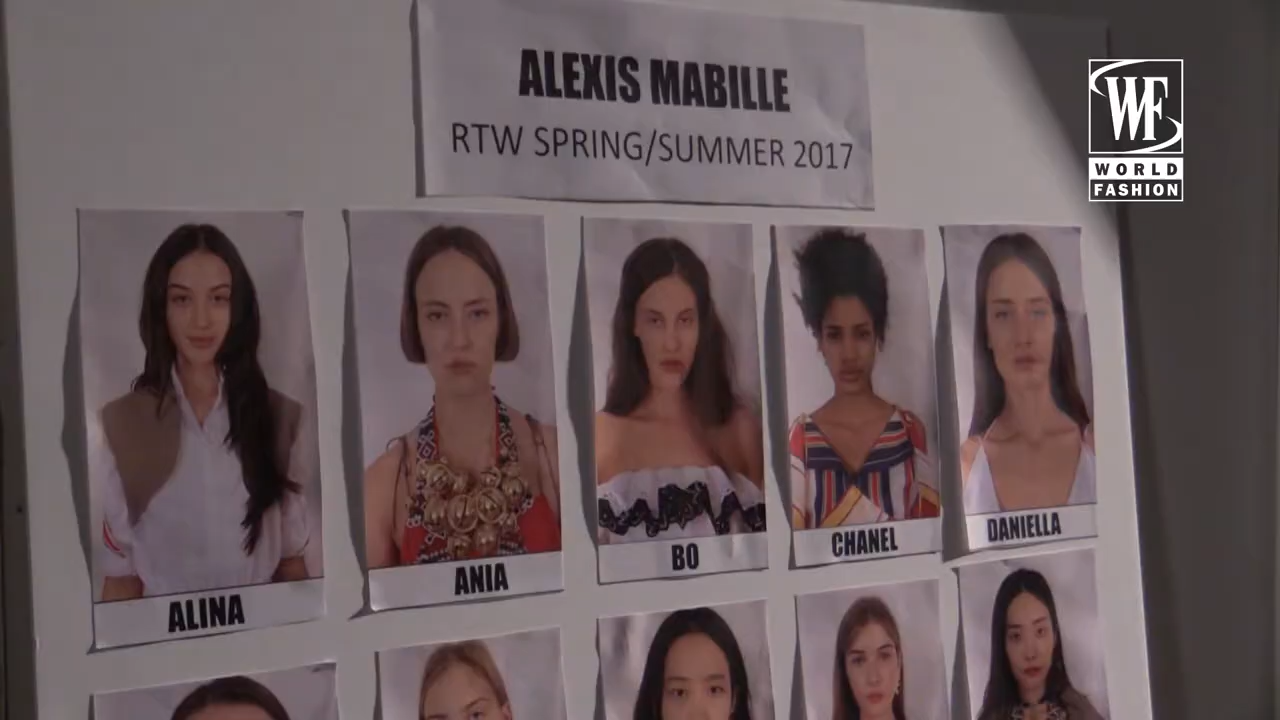 ALEXIS MABILLE
RTW SPRING/SUMMER 2017
WF
WORLD
FASHION
ALINA
ANIA
BO
CHANEL
DANIELLA